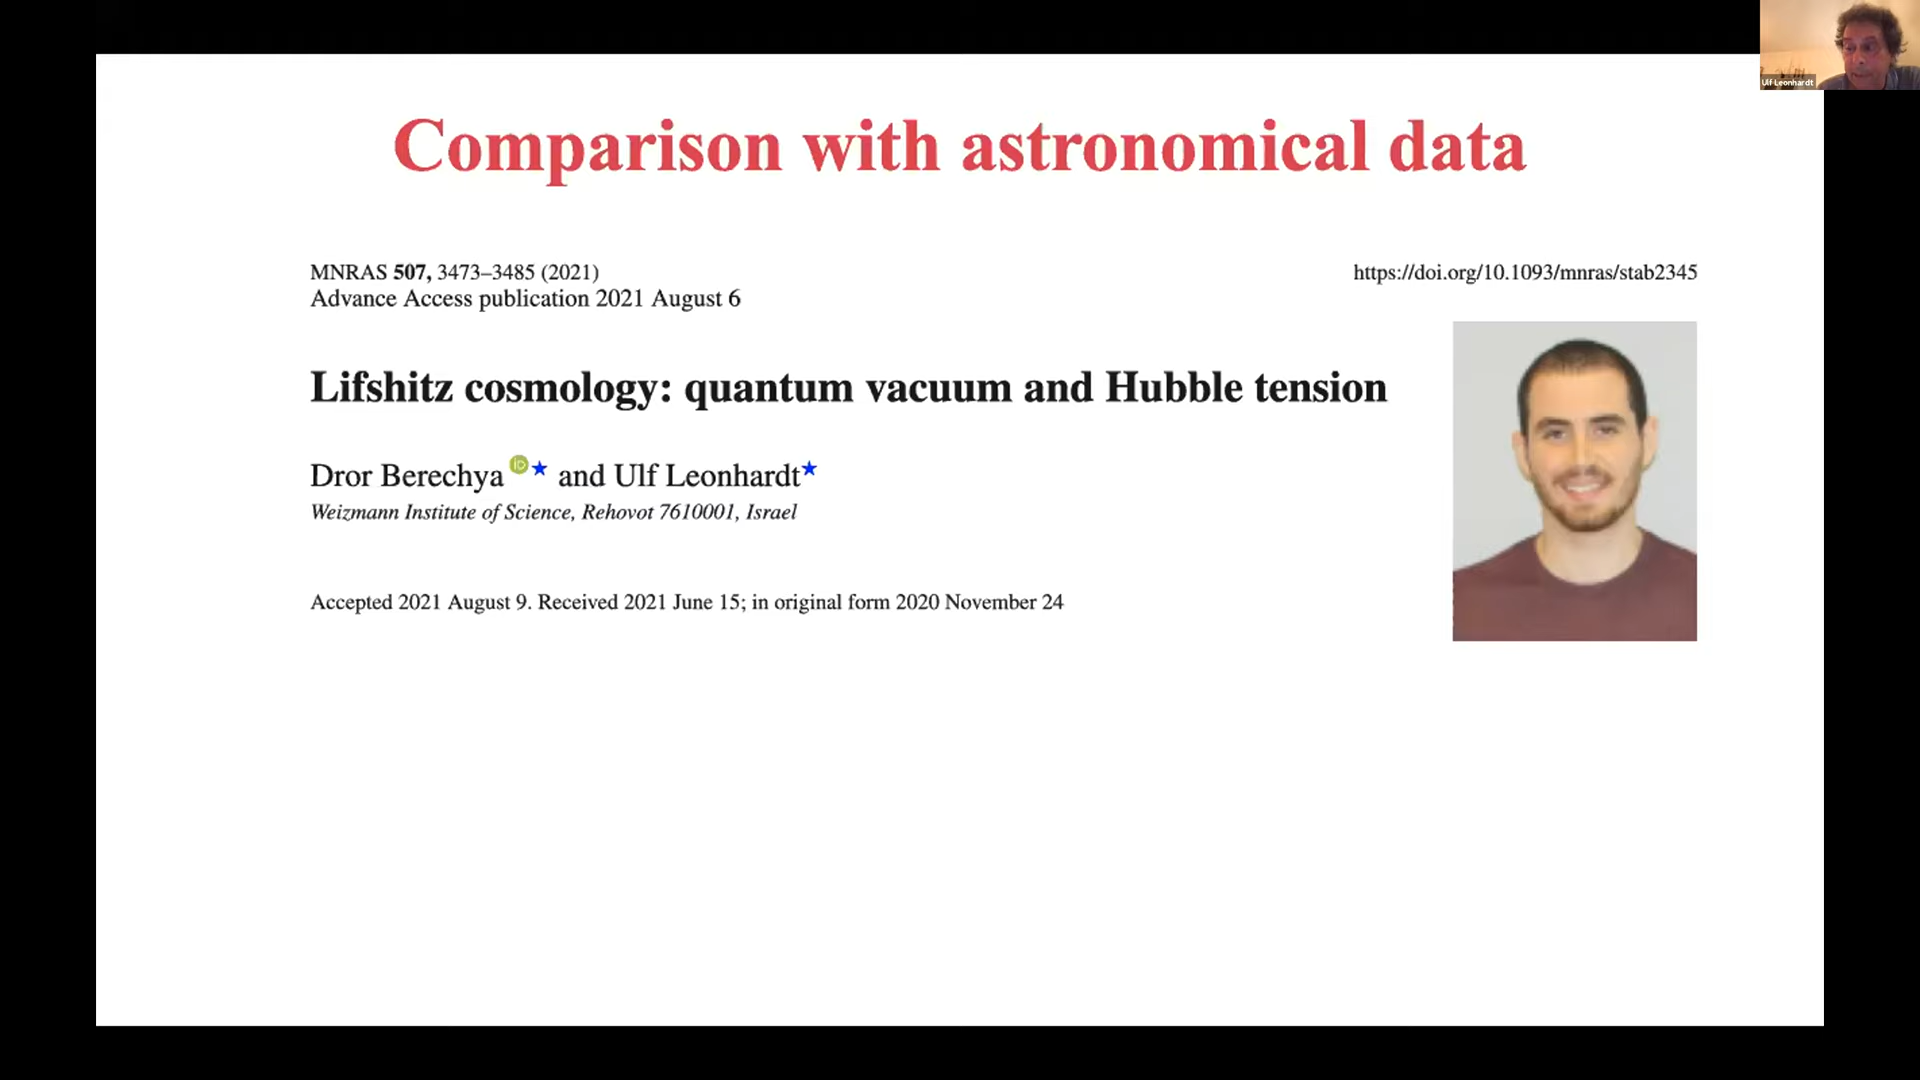 Comparison with astronomical data
Ulf Leonhardt
MNRAS 507, 3473–3485 (2021)
https://doi.org/10.1093/mnras/stab2345
Advance Access publication 2021 August 6
Lifshitz cosmology: quantum vacuum and Hubble tension
Dror Berechya iD★ and Ulf Leonhardt★
Weizmann Institute of Science, Rehovot 7610001, Israel
Accepted 2021 August 9. Received 2021 June 15; in original form 2020 November 24